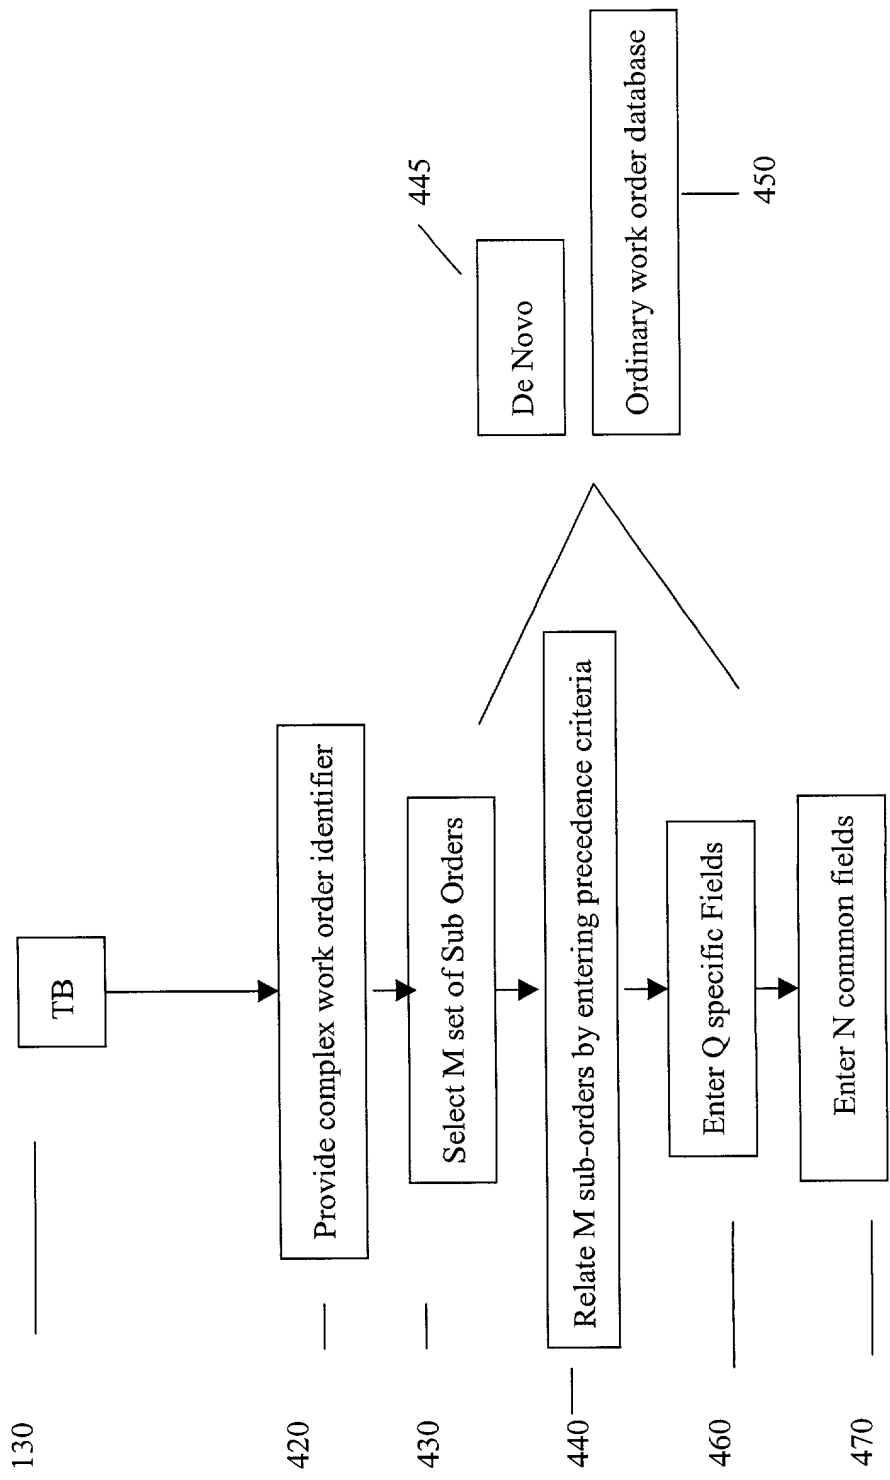 130
TB
420
Provide complex work order identifier
430
Select M set of Sub Orders
440
Relate M sub-orders by entering precedence criteria
460
Enter Q specific Fields
470
Enter N common fields
445
De Novo
Ordinary work order database
450